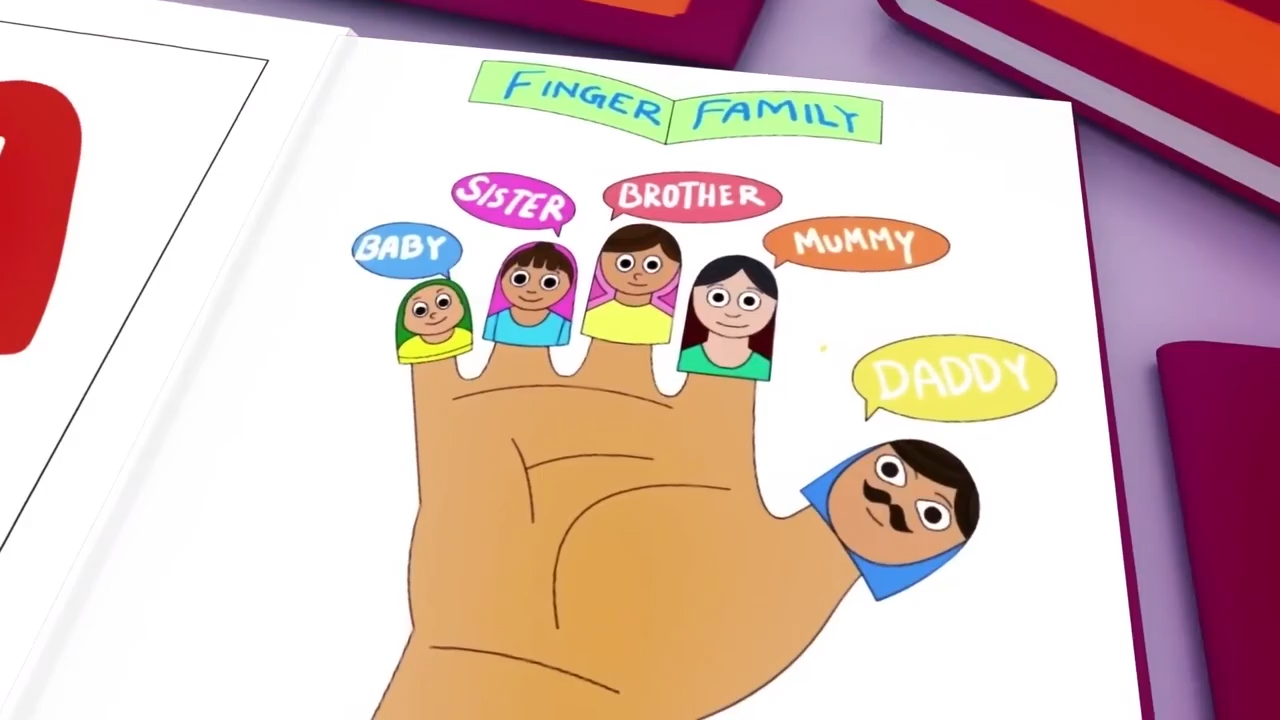 FINGER FAMILY
SISTER
BROTHER
BABY
MUMMY
DADDY